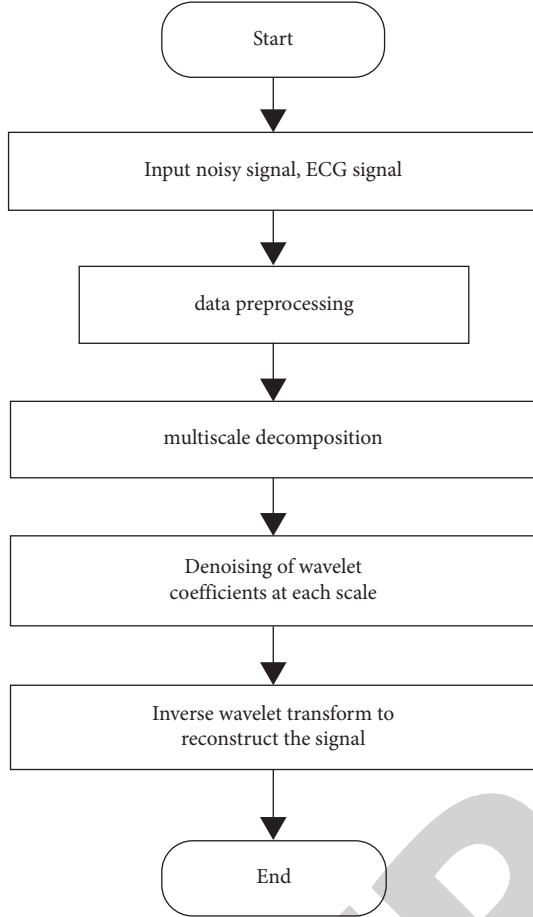 Start
Input noisy signal, ECG signal
data preprocessing
multiscale decomposition
Denoising of wavelet
coefficients at each scale
Inverse wavelet transform to
reconstruct the signal
End